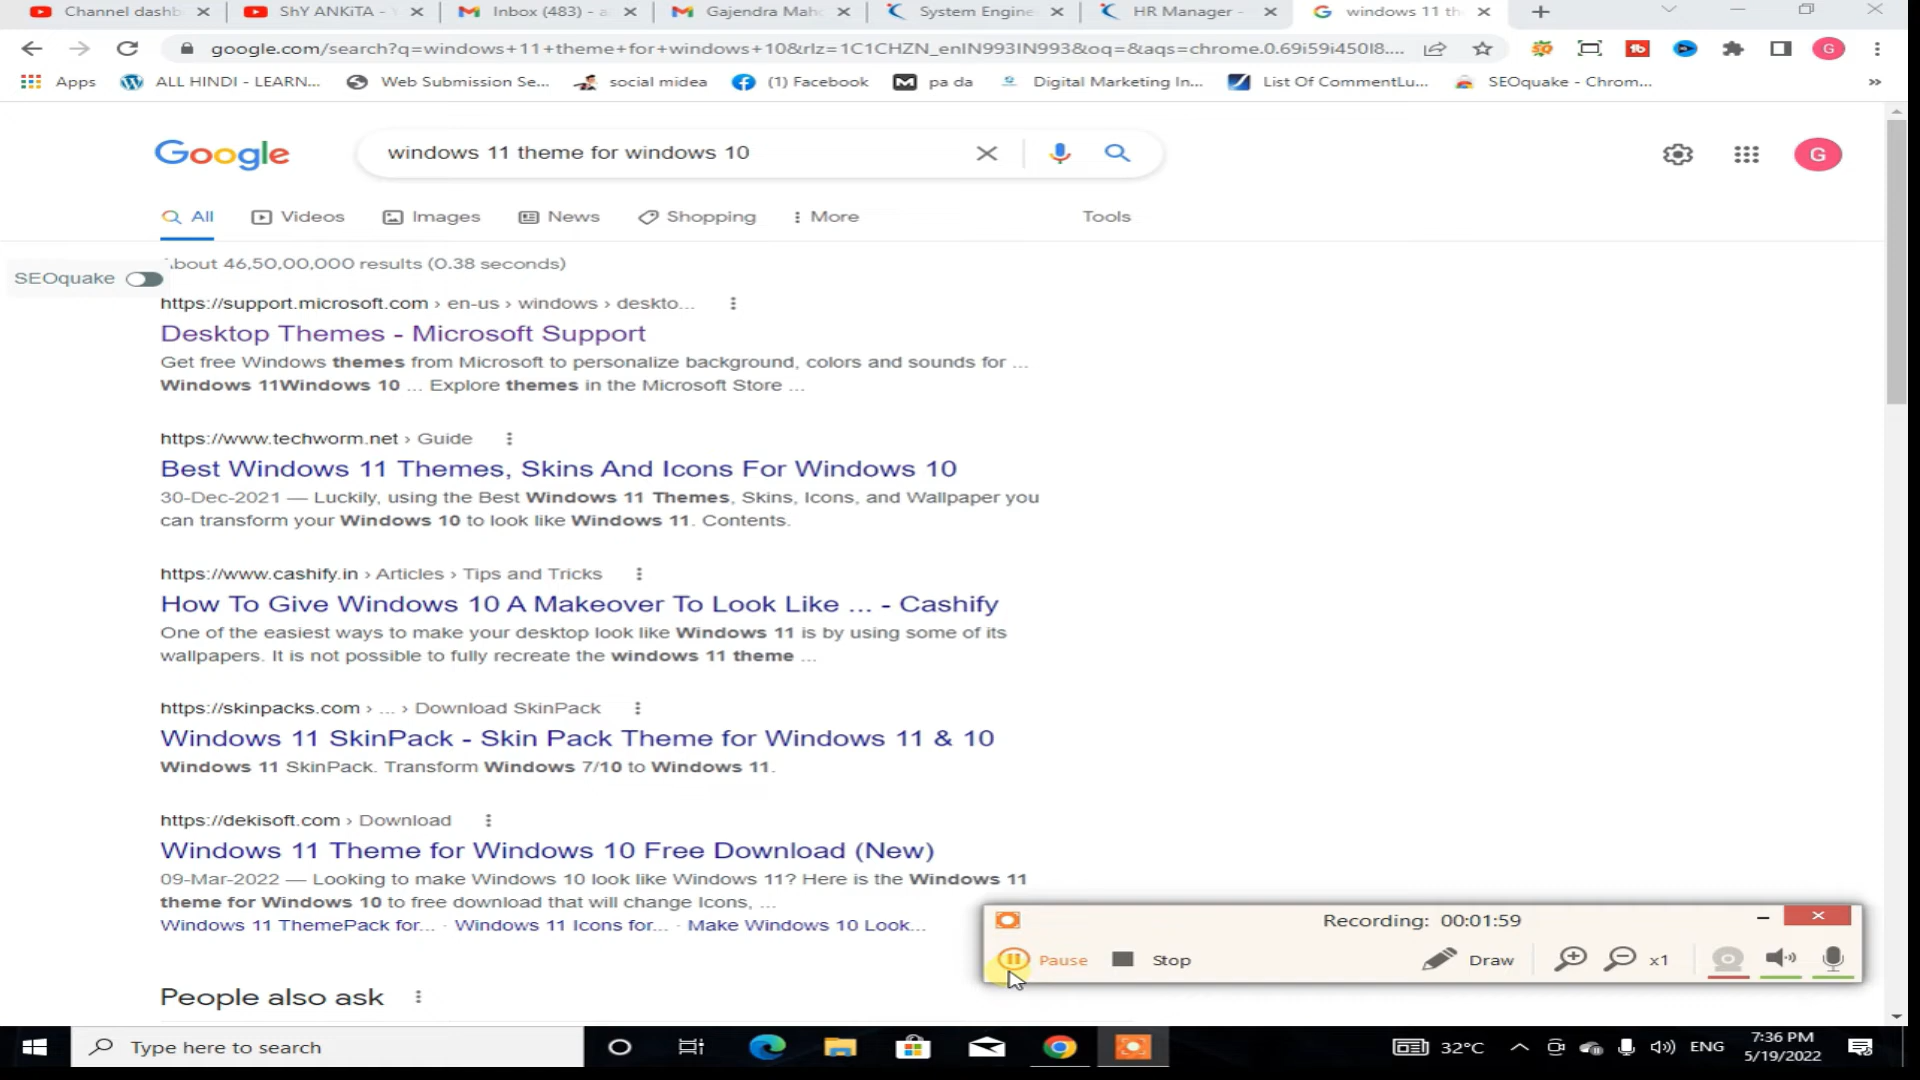 Channel dashb
ShY ANKiTA -
Inbox (483) -
Gajendra Maho
System Engine
HR Manager -
windows 11 th
google.com/search?q=windows+11+theme+for+windows+10&rlz=1C1CHZN_enIN993IN993&oq=&aqs=chrome.0.69i59i450l8....
G
Apps
ALL HINDI - LEARN...
Web Submission Se...
social midea
(1) Facebook
pa da
Digital Marketing In...
List Of CommentLu...
SEOquake - Chrom...
»
Google
windows 11 theme for windows 10
G
All
Videos
Images
News
Shopping
More
Tools
About 46,50,00,000 results (0.38 seconds)
SEOquake
https://support.microsoft.com › en-us › windows › deskto...
Desktop Themes - Microsoft Support
Get free Windows themes from Microsoft to personalize background, colors and sounds for ...
Windows 11Windows 10 ... Explore themes in the Microsoft Store ...
https://www.techworm.net › Guide
Best Windows 11 Themes, Skins And Icons For Windows 10
30-Dec-2021 — Luckily, using the Best Windows 11 Themes, Skins, Icons, and Wallpaper you
can transform your Windows 10 to look like Windows 11. Contents.
https://www.cashify.in › Articles › Tips and Tricks
How To Give Windows 10 A Makeover To Look Like ... - Cashify
One of the easiest ways to make your desktop look like Windows 11 is by using some of its
wallpapers. It is not possible to fully recreate the windows 11 theme ...
https://skinpacks.com › ... › Download SkinPack
Windows 11 SkinPack - Skin Pack Theme for Windows 11 & 10
Windows 11 SkinPack. Transform Windows 7/10 to Windows 11.
https://dekisoft.com › Download
Windows 11 Theme for Windows 10 Free Download (New)
09-Mar-2022 — Looking to make Windows 10 look like Windows 11? Here is the Windows 11
theme for Windows 10 to free download that will change Icons, ...
Windows 11 ThemePack for... · Windows 11 Icons for... · Make Windows 10 Look...
People also ask
Recording: 00:01:59
Pause
Stop
Draw
x1
Type here to search
32°C
ENG
7:36 PM
5/19/2022